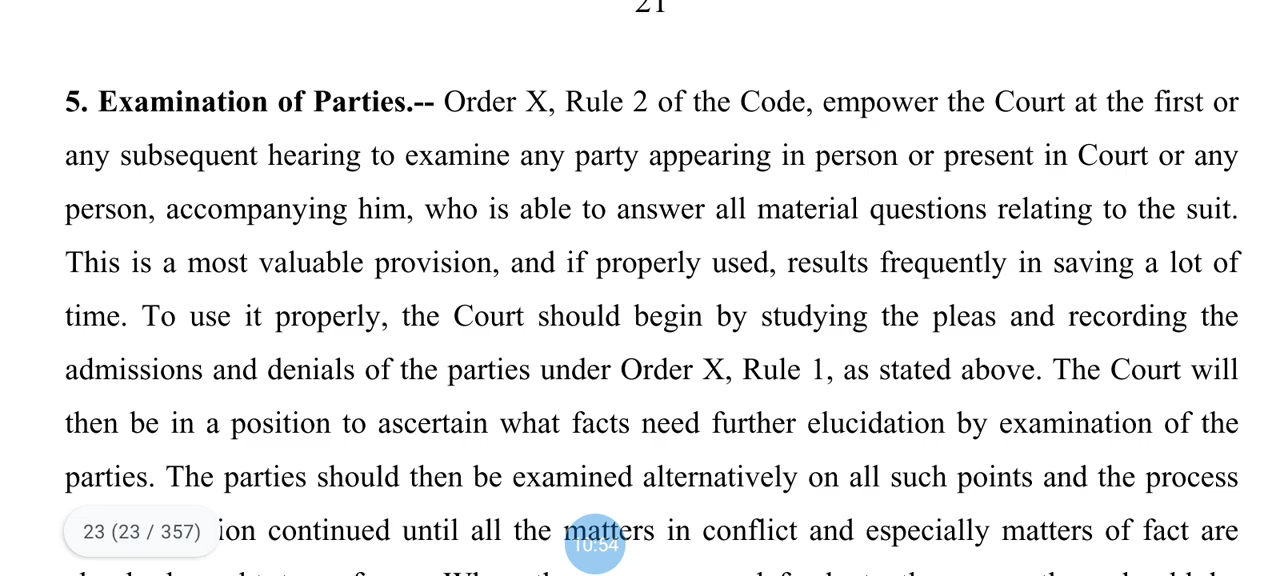 21
5. Examination of Parties.-- Order X, Rule 2 of the Code, empower the Court at the first or
any subsequent hearing to examine any party appearing in person or present in Court or any
person, accompanying him, who is able to answer all material questions relating to the suit.
This is a most valuable provision, and if properly used, results frequently in saving a lot of
time. To use it properly, the Court should begin by studying the pleas and recording the
admissions and denials of the parties under Order X, Rule 1, as stated above. The Court will
then be in a position to ascertain what facts need further elucidation by examination of the
parties. The parties should then be examined alternatively on all such points and the process
23 (23 / 357) ion continued until all the matters in conflict and especially matters of fact are
10:54